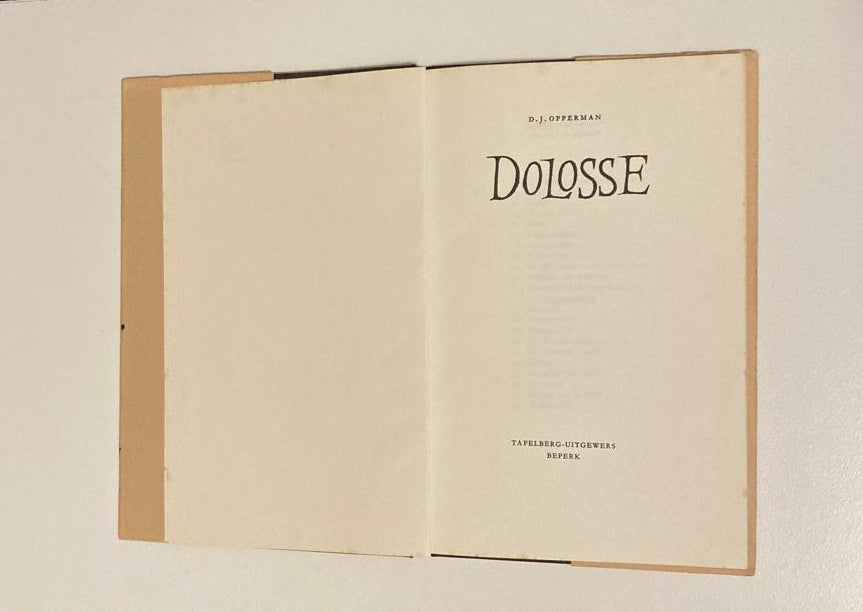 D. J. OPPERMAN
DOLOSSE
TAFELBERG-UITGEWERS
BEPERK